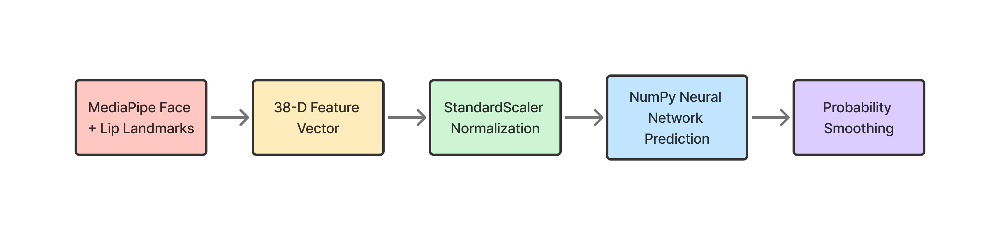 MediaPipe Face
+ Lip Landmarks
38-D Feature
Vector
StandardScaler
Normalization
NumPy Neural
Network
Prediction
Probability
Smoothing